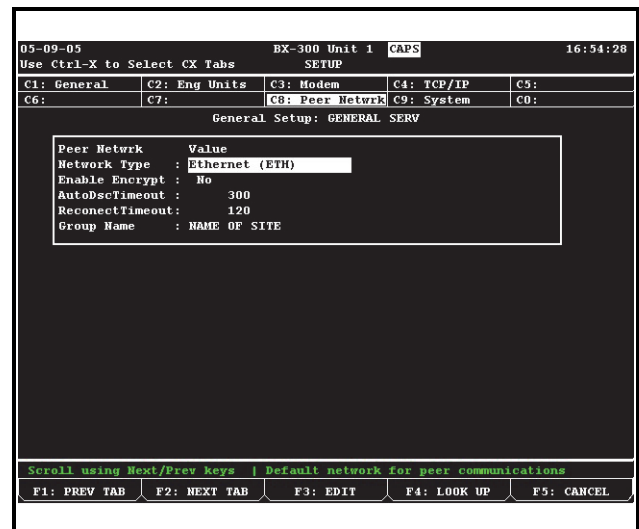 05-09-05 BX-300 Unit 1 CAPS 16:54:28
Use Ctrl-X to Select CX Tabs SETUP
C1: General C2: Eng Units C3: Modem C4: TCP/IP C5:
C6: C7: C8: Peer Netwrk C9: System C0:
General Setup: GENERAL SERV
Peer Netwrk Value
Network Type : Ethernet (ETH)
Enable Encrypt : No
AutoDscTimeout : 300
ReconectTimeout: 120
Group Name : NAME OF SITE
Scroll using Next/Prev keys | Default network for peer communications
F1: PREV TAB F2: NEXT TAB F3: EDIT F4: LOOK UP F5: CANCEL